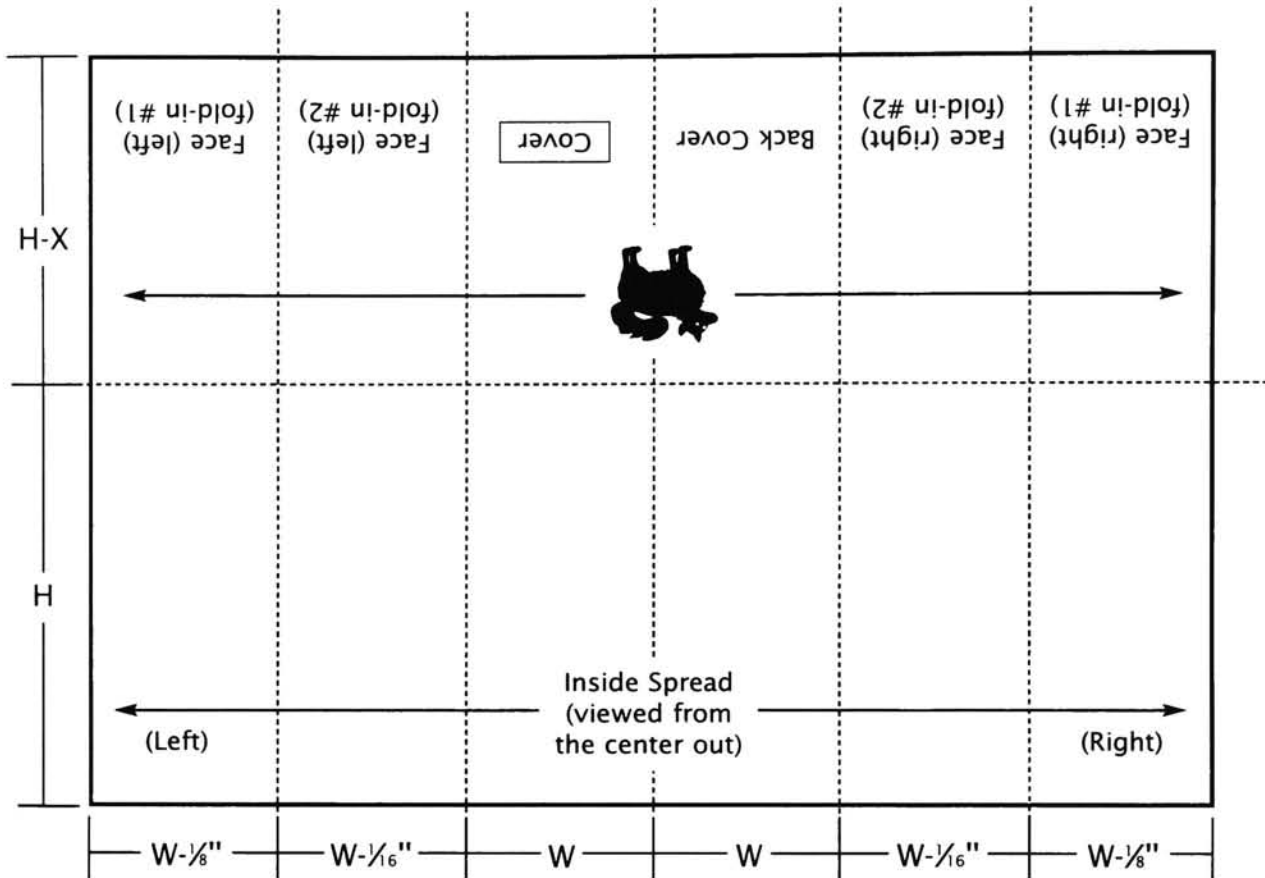 Face (left)
(fold-in #1)
Face (left)
(fold-in #2)
Cover
Back Cover
Face (right)
(fold-in #2)
Face (right)
(fold-in #1)
H-X
H
Inside Spread
(viewed from
the center out)
(Left)
(Right)
W-⅛"
W-1⁄16"
W
W
W-1⁄16"
W-⅛"